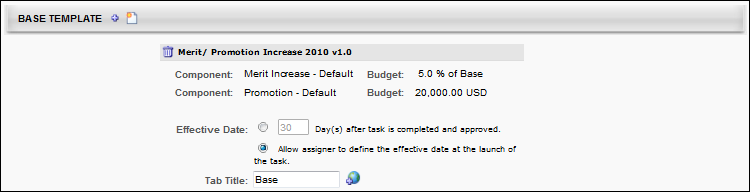 BASE TEMPLATE
Merit/ Promotion Increase 2010 v1.0
Component: Merit Increase - Default Budget: 5.0 % of Base
Component: Promotion - Default Budget: 20,000.00 USD
Effective Date: 30 Day(s) after task is completed and approved.
Allow assigner to define the effective date at the launch of
the task.
Tab Title: Base